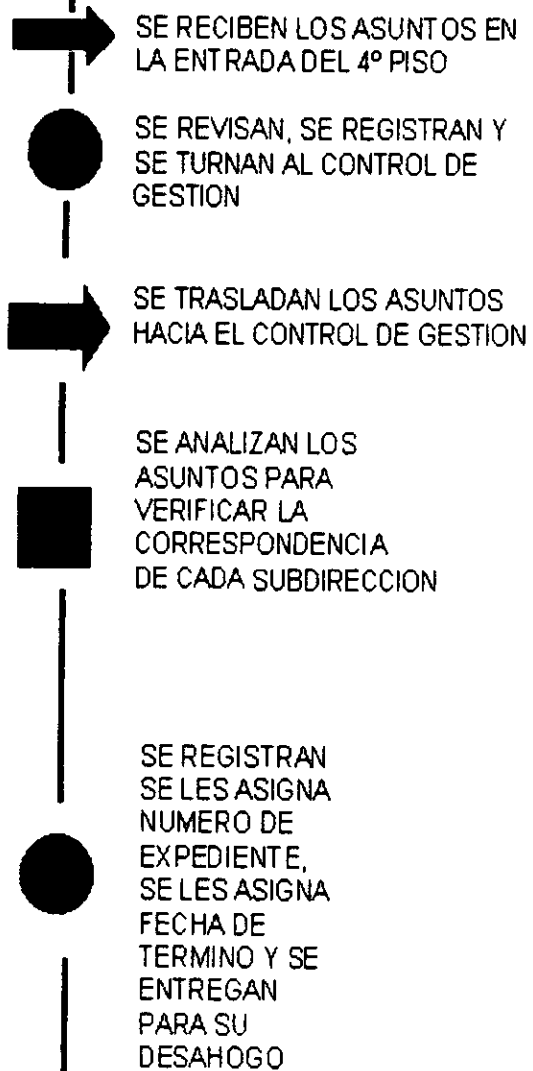 SE RECIBEN LOS ASUNTOS EN
LA ENTRADA DEL 4º PISO
SE REVISAN, SE REGISTRAN Y
SE TURNAN AL CONTROL DE
GESTION
SE TRASLADAN LOS ASUNTOS
HACIA EL CONTROL DE GESTION
SE ANALIZAN LOS
ASUNTOS PARA
VERIFICAR LA
CORRESPONDENCIA
DE CADA SUBDIRECCION
SE REGISTRAN
SE LES ASIGNA
NUMERO DE
EXPEDIENTE,
SE LES ASIGNA
FECHA DE
TERMINO Y SE
ENTREGAN
PARA SU
DESAHOGO